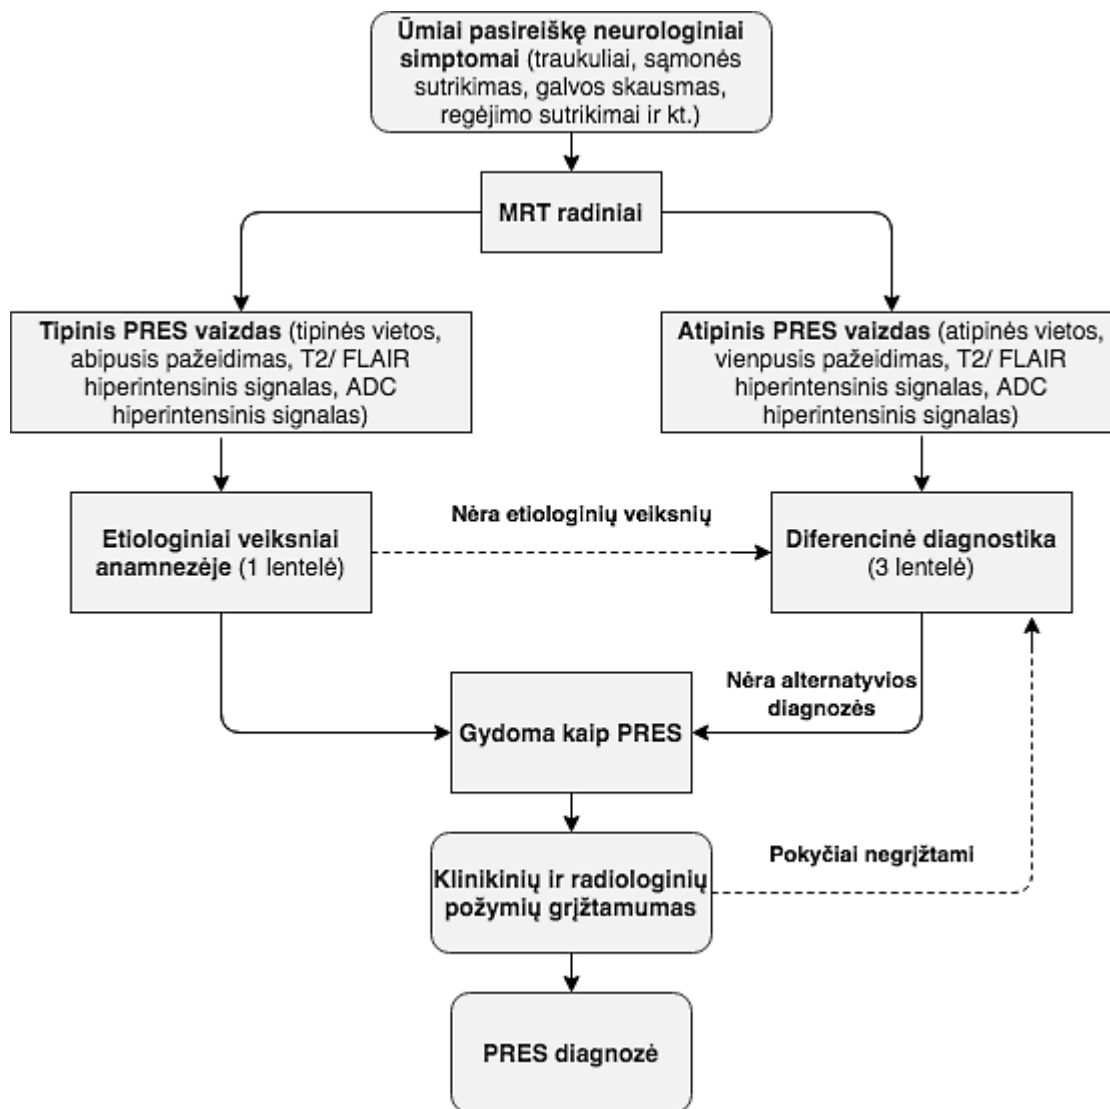 Ūmiai pasireiškę neurologiniai
simptomai (traukuliai, sąmonės
sutrikimas, galvos skausmas,
regėjimo sutrikimai ir kt.)
MRT radiniai
Tipinis PRES vaizdas (tipinės vietos,
abipusis pažeidimas, T2/ FLAIR
hiperintensinis signalas, ADC
hiperintensinis signalas)
Atipinis PRES vaizdas (atipinės vietos,
vienpusis pažeidimas, T2/ FLAIR
hiperintensinis signalas, ADC
hiperintensinis signalas)
Etiologiniai veiksniai
anamnezėje (1 lentelė)
Nėra etiologinių veiksnių
Diferencinė diagnostika
(3 lentelė)
Nėra alternatyvios
diagnozės
Gydoma kaip PRES
Klinikinių ir radiologinių
požymių grįžtamumas
Pokyčiai negrįžtami
PRES diagnozė